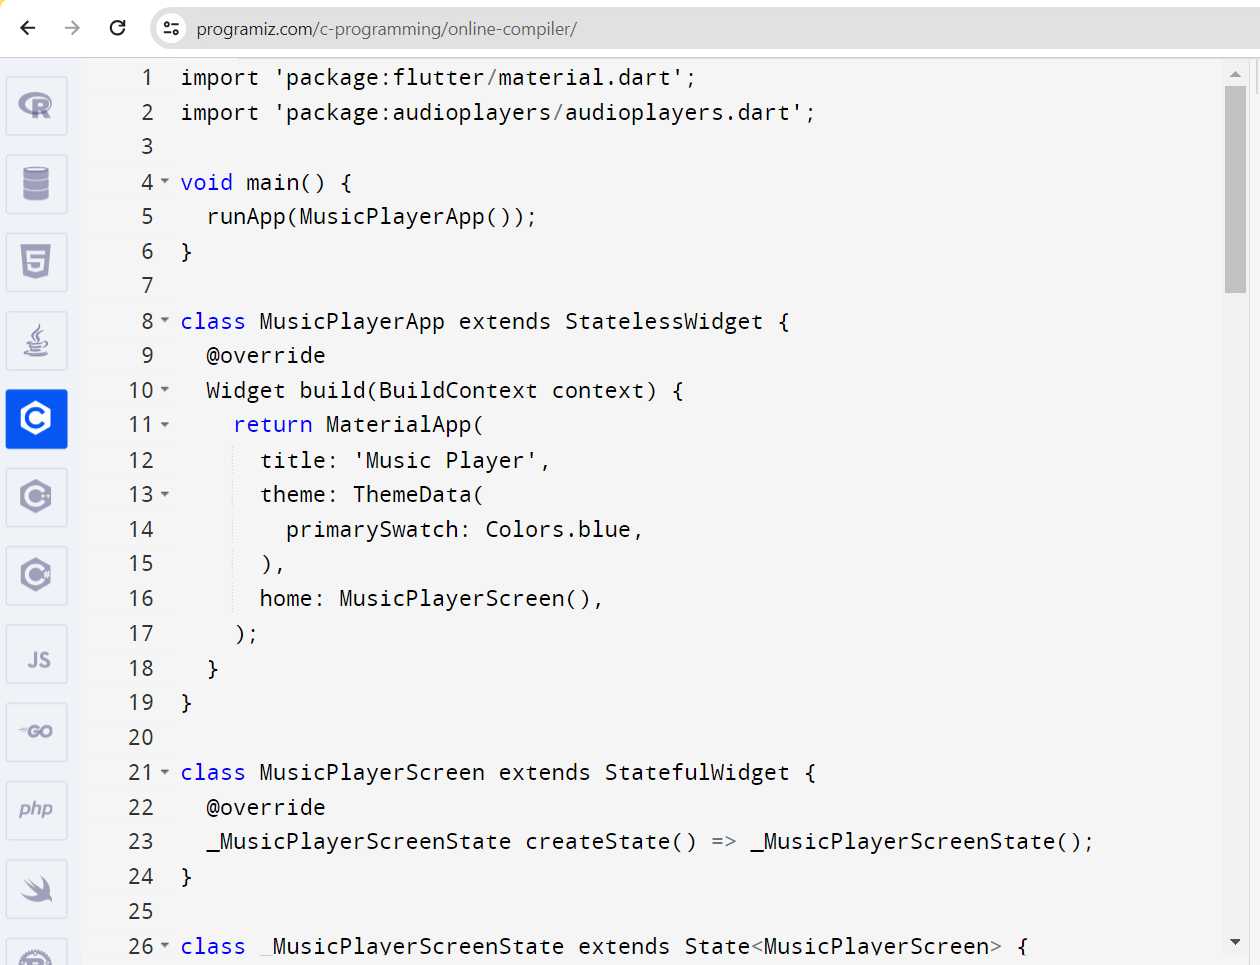 programiz.com/c-programming/online-compiler/
1 import 'package:flutter/material.dart';
2 import 'package:audioplayers/audioplayers.dart';
3
4 void main() {
5   runApp(MusicPlayerApp());
6 }
7
8 class MusicPlayerApp extends StatelessWidget {
9   @override
10   Widget build(BuildContext context) {
11     return MaterialApp(
12       title: 'Music Player',
13       theme: ThemeData(
14         primarySwatch: Colors.blue,
15       ),
16       home: MusicPlayerScreen(),
17     );
18   }
19 }
20
21 class MusicPlayerScreen extends StatefulWidget {
22   @override
23   _MusicPlayerScreenState createState() => _MusicPlayerScreenState();
24 }
25
26 class _MusicPlayerScreenState extends State<MusicPlayerScreen> {
R
5
C
C
C
JS
GO
php